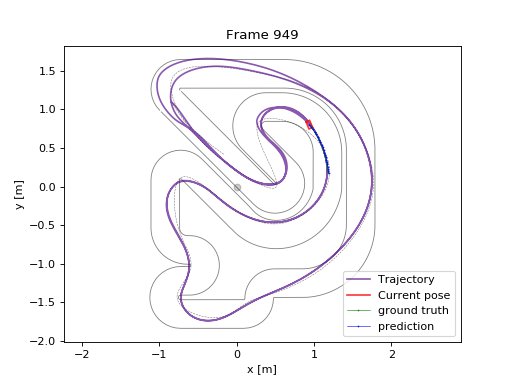 Frame 949
y [m]
1.5
1.0
0.5
0.0
−0.5
−1.0
−1.5
−2.0
−2
−1
0
1
2
x [m]
Trajectory
Current pose
ground truth
prediction